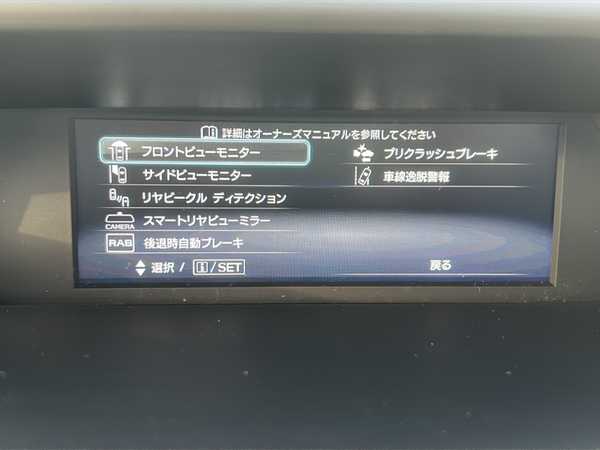 詳細はオーナーズマニュアルを参照してください
フロントビューモニター
サイドビューモニター
リヤビークル ディテクション
CAMERA スマートリヤビューミラー
RAB 後退時自動ブレーキ
プリクラッシュブレーキ
車線逸脱警報
選択 / i/SET
戻る